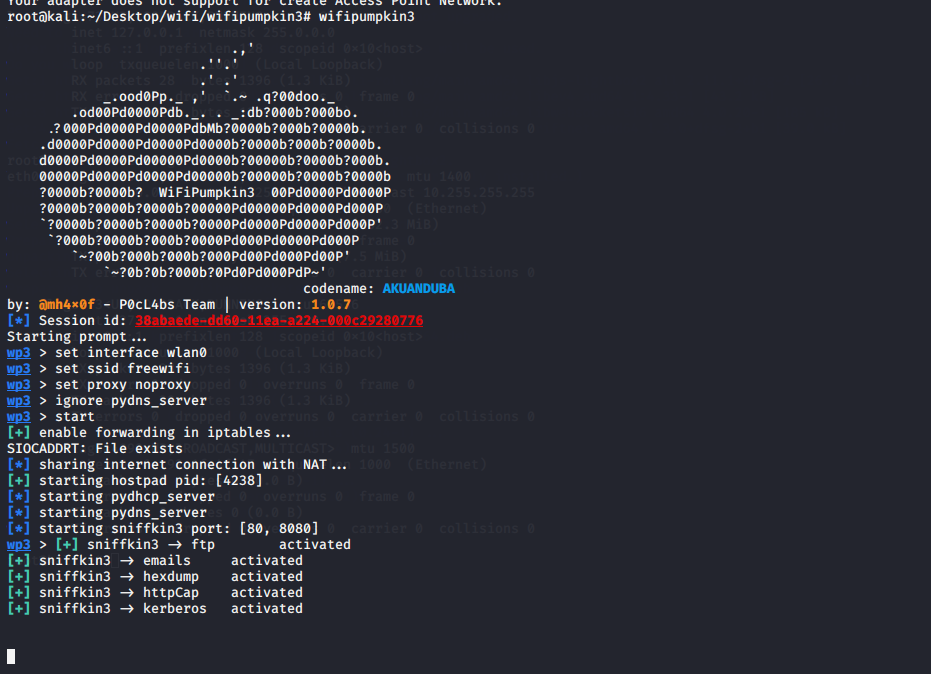 Your adapter does not support for create Access Point Network.
root@kali:~/Desktop/wifi/wifipumpkin3# wifipumpkin3
.,'
.''.'
.' .'
_.ood0Pp._ ,'  `.~ .q?00doo._
.od00Pd0000Pdb._. . _:db?000b?000bo.
.?000Pd0000Pd0000PdbMb?0000b?000b?0000b.
.d0000Pd0000Pd0000Pd0000b?0000b?000b?0000b.
d0000Pd0000Pd00000Pd0000b?00000b?0000b?000b.
00000Pd0000Pd0000Pd00000b?00000b?0000b?0000b
?0000b?0000b?  WiFiPumpkin3  00Pd0000Pd0000P
?0000b?0000b?0000b?00000Pd00000Pd0000Pd000P
`?0000b?0000b?0000b?0000Pd0000Pd0000Pd000P'
`?000b?0000b?000b?0000Pd000Pd0000Pd000P
`~?00b?000b?000b?000Pd00Pd000Pd00P'
`~?0b?0b?000b?0Pd0Pd000PdP~'
codename: AKUANDUBA
by: @mh4x0f - P0cL4bs Team | version: 1.0.7
[*] Session id: 38abaede-dd60-11ea-a224-000c29280776
Starting prompt...
wp3 > set interface wlan0
wp3 > set ssid freewifi
wp3 > set proxy noproxy
wp3 > ignore pydns_server
wp3 > start
[+] enable forwarding in iptables...
SIOCADDRT: File exists
[*] sharing internet connection with NAT...
[+] starting hostpad pid: [4238]
[*] starting pydhcp_server
[*] starting pydns_server
[*] starting sniffkin3 port: [80, 8080]
wp3 > [+] sniffkin3 → ftp        activated
[+] sniffkin3 → emails     activated
[+] sniffkin3 → hexdump    activated
[+] sniffkin3 → httpCap    activated
[+] sniffkin3 → kerberos   activated